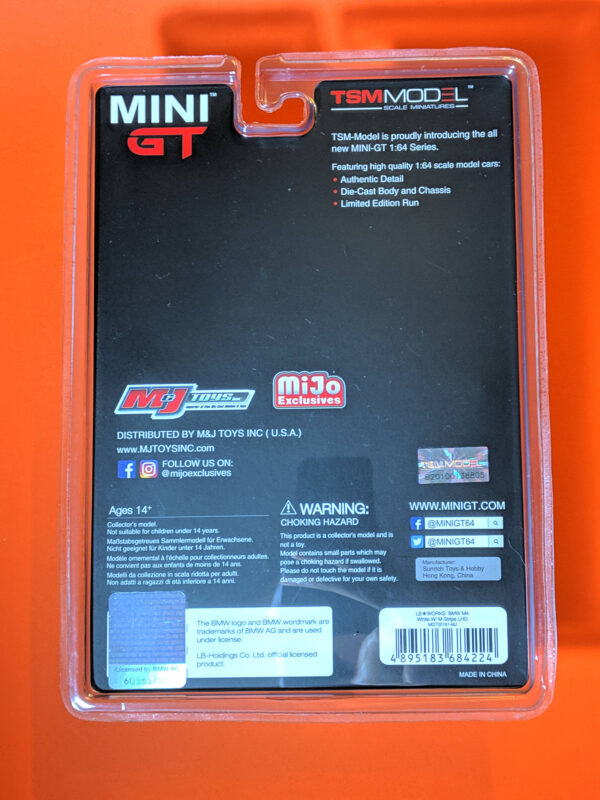 MINI™
GT
TSMMODEL™
SCALE MINIATURES
TSM-Model is proudly introducing the all
new MINI-GT 1:64 Series.
Featuring high quality 1:64 scale model cars:
• Authentic Detail
• Die-Cast Body and Chassis
• Limited Edition Run
M&J TOYS INC.
MiJo
Exclusives
DISTRIBUTED BY M&J TOYS INC ( U.S.A.)
www.MJTOYSINC.com
FOLLOW US ON:
@mijoexclusives
TSM MODEL
Ages 14+
Collector's model.
Not suitable for children under 14 years.
Maßstabsgetreues Sammlermodell für Erwachsene.
Nicht geeignet für Kinder unter 14 Jahren.
Modèle ornemental à l'échelle pour collectionneurs adultes.
Ne convient pas aux enfants de moins de 14 ans.
Modelli da collezione in scala ridotta per adulti.
Non adatti a ragazzi di età inferiore a 14 anni.
⚠ WARNING:
CHOKING HAZARD
This product is a collector's model and is
not a toy.
Model contains small parts which may
pose a choking hazard if swallowed.
Please do not touch the model if it is
damaged or defective for your own safety.
WWW.MINIGT.COM
@MINIGT64
@MINIGT64
Manufacturer:
Sunrich Toys & Hobby
Hong Kong, China
Licensed by BMW AG
The BMW logo and BMW wordmark are
trademarks of BMW AG and are used
under license.
LB-Holdings Co. Ltd. official licensed
product.
LB★WORKS BMW M4
White W/ M Stripe LHD
MGT00161-MJ
4 895183 684224
MADE IN CHINA